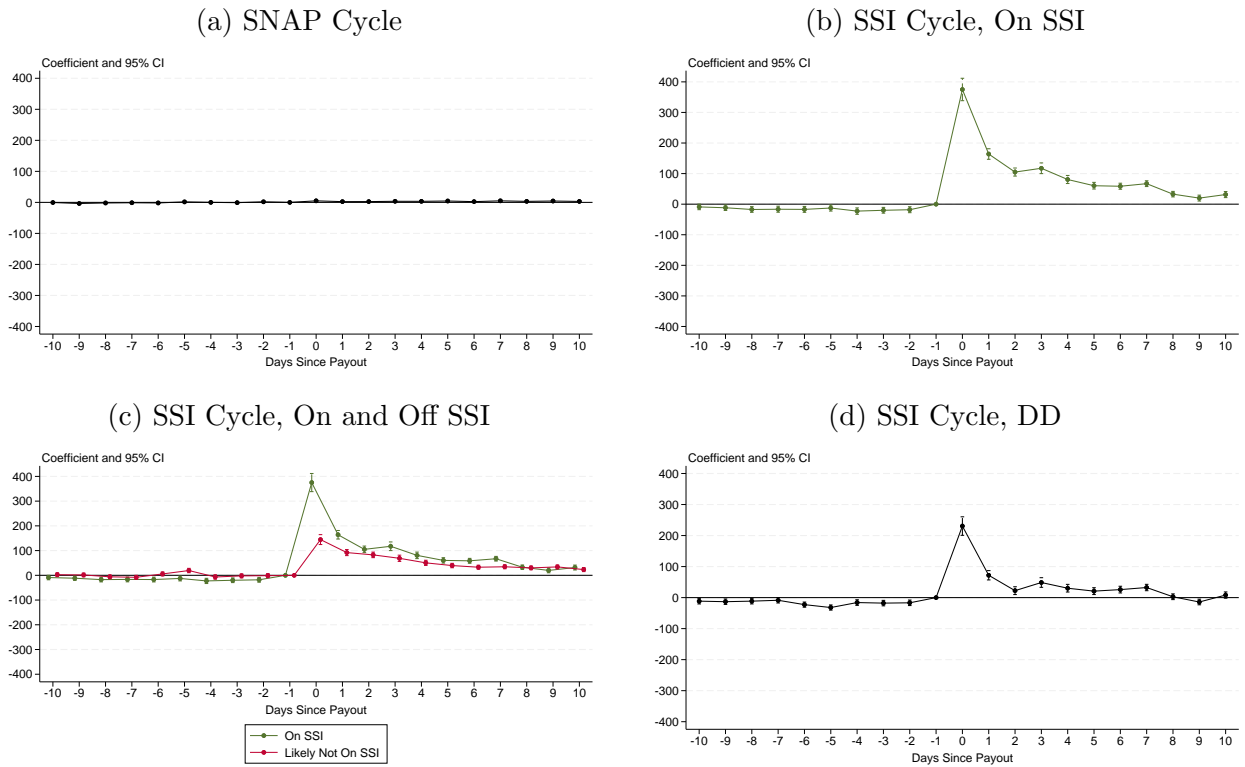 (a) SNAP Cycle
Coefficient and 95% CI
400
300
200
100
0
-100
-200
-300
-400
-10 -9 -8 -7 -6 -5 -4 -3 -2 -1 0 1 2 3 4 5 6 7 8 9 10
Days Since Payout
(b) SSI Cycle, On SSI
Coefficient and 95% CI
400
300
200
100
0
-100
-200
-300
-400
-10 -9 -8 -7 -6 -5 -4 -3 -2 -1 0 1 2 3 4 5 6 7 8 9 10
Days Since Payout
(c) SSI Cycle, On and Off SSI
Coefficient and 95% CI
400
300
200
100
0
-100
-200
-300
-400
-10 -9 -8 -7 -6 -5 -4 -3 -2 -1 0 1 2 3 4 5 6 7 8 9 10
Days Since Payout
On SSI
Likely Not On SSI
(d) SSI Cycle, DD
Coefficient and 95% CI
400
300
200
100
0
-100
-200
-300
-400
-10 -9 -8 -7 -6 -5 -4 -3 -2 -1 0 1 2 3 4 5 6 7 8 9 10
Days Since Payout